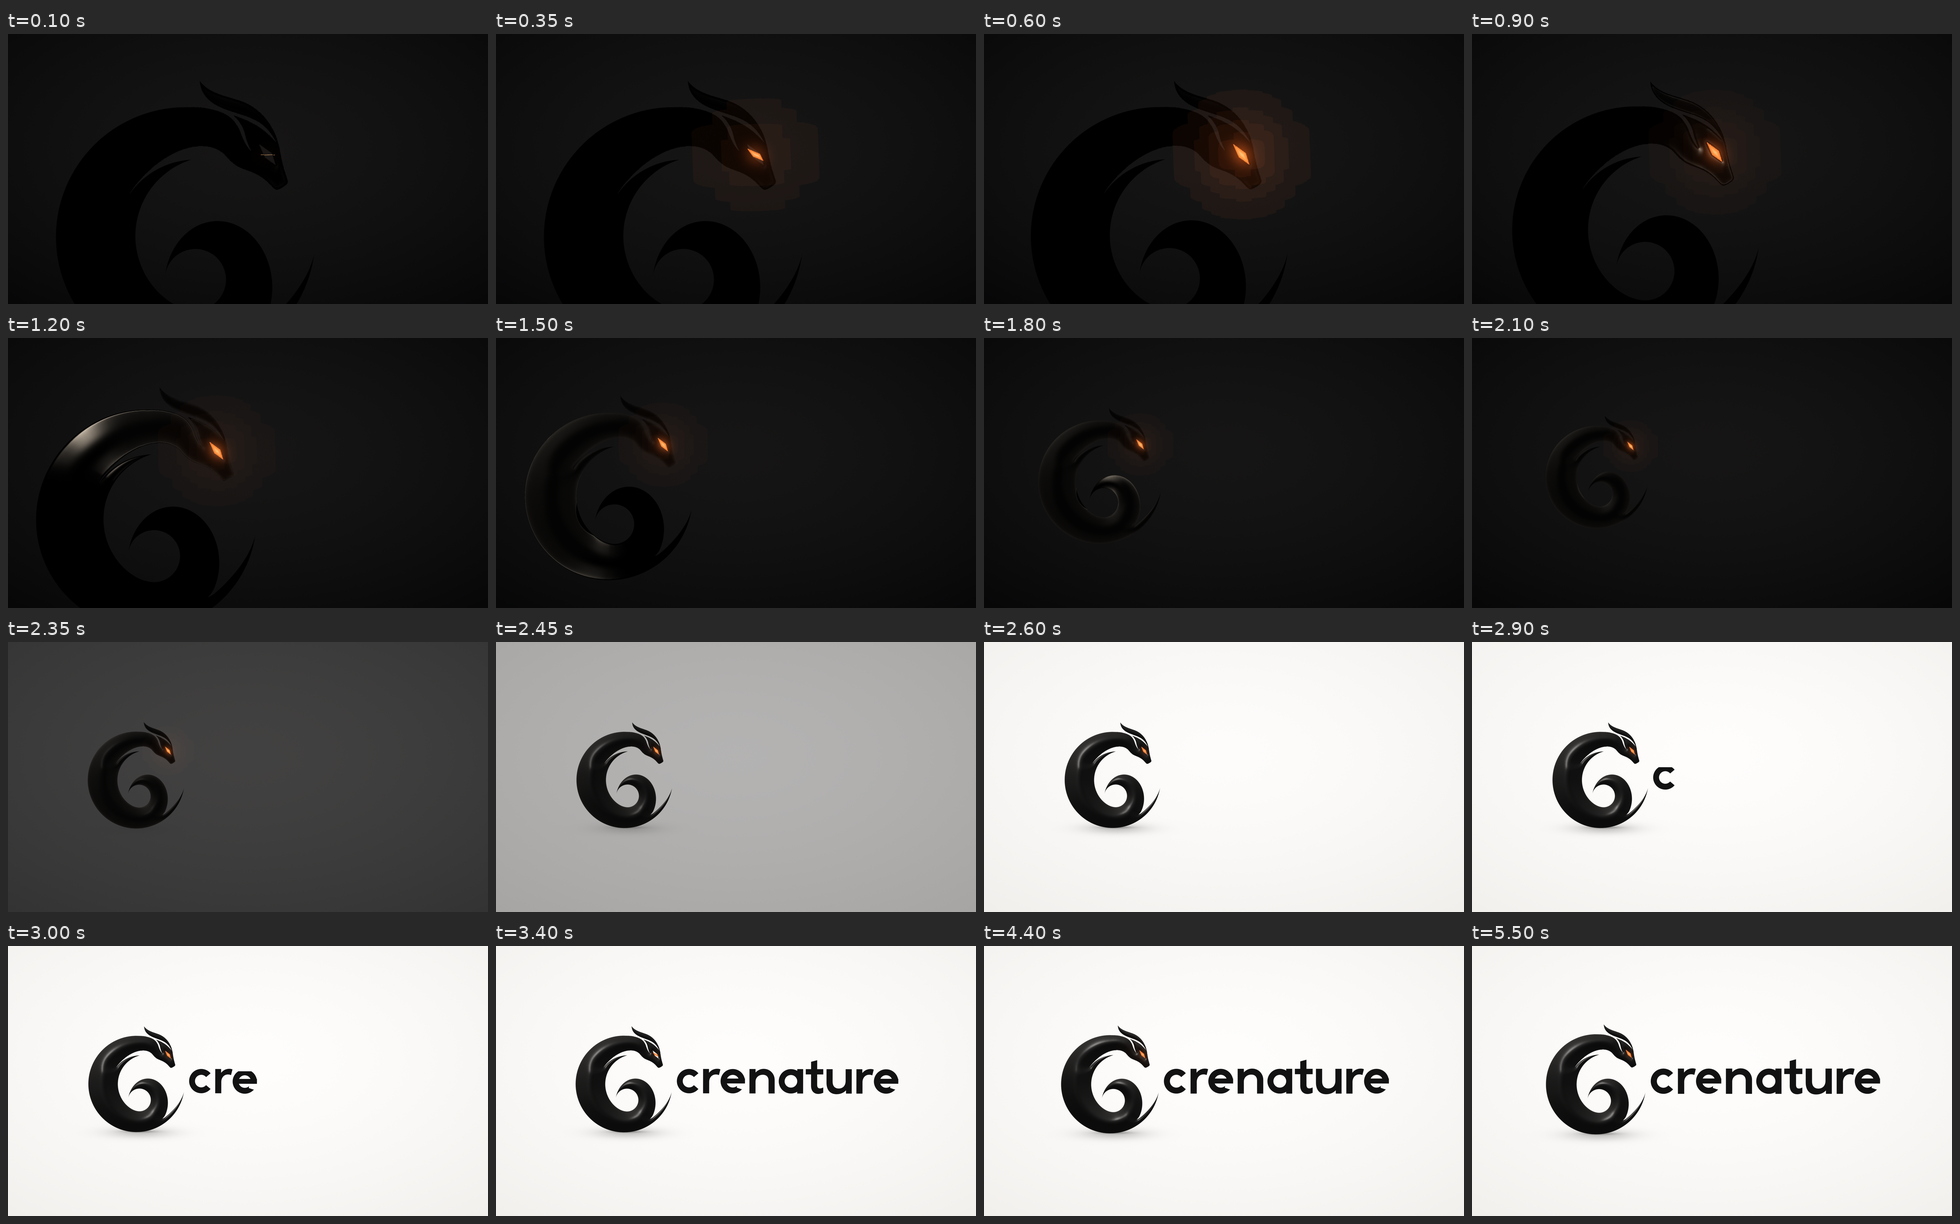 t=0.10 s
t=0.35 s
t=0.60 s
t=0.90 s
t=1.20 s
t=1.50 s
t=1.80 s
t=2.10 s
t=2.35 s
t=2.45 s
t=2.60 s
t=2.90 s
c
t=3.00 s
t=3.40 s
t=4.40 s
t=5.50 s
cre
crenature
crenature
crenature